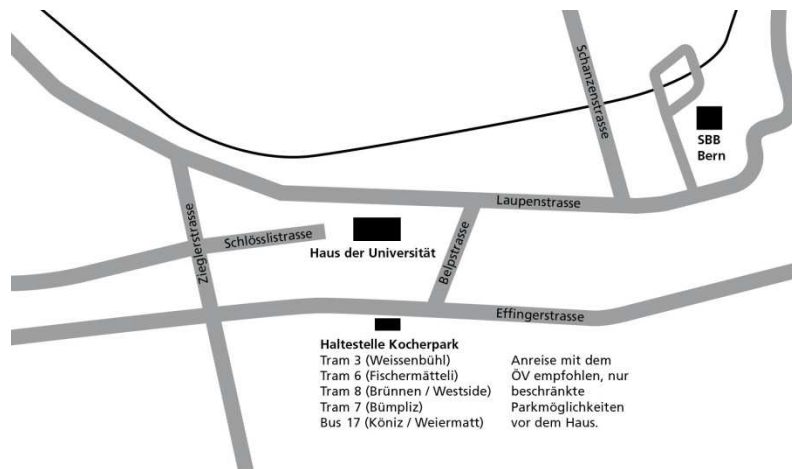 Schanzenstrasse
SBB
Bern
Laupenstrasse
Zieglerstrasse
Schlösslistrasse
Belpstrasse
Haus der Universität
Effingerstrasse
Haltestelle Kocherpark
Tram 3 (Weissenbühl)
Tram 6 (Fischermätteli)
Tram 8 (Brünnen / Westside)
Tram 7 (Bümpliz)
Bus 17 (Köniz / Weiermatt)
Anreise mit dem
ÖV empfohlen, nur
beschränkte
Parkmöglichkeiten
vor dem Haus.